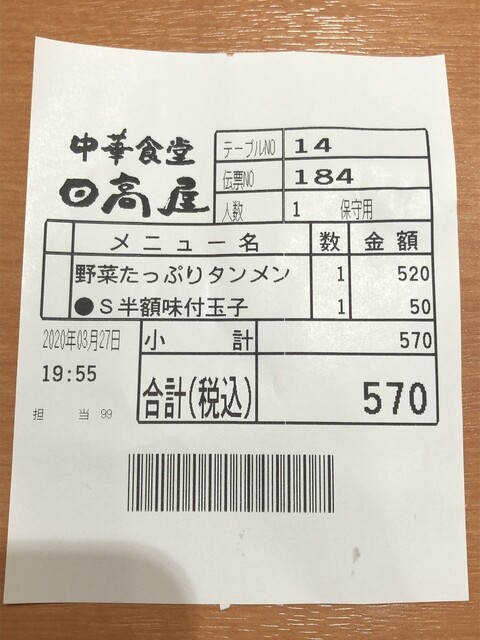 中華食堂
日高屋
テーブルNO 14
伝票NO 184
人数 1 保守用
メニュー名 数 金額
野菜たっぷりタンメン 1 520
●S半額味付玉子 1 50
2020年03月27日
小計 570
19:55
合計(税込) 570
担当 99